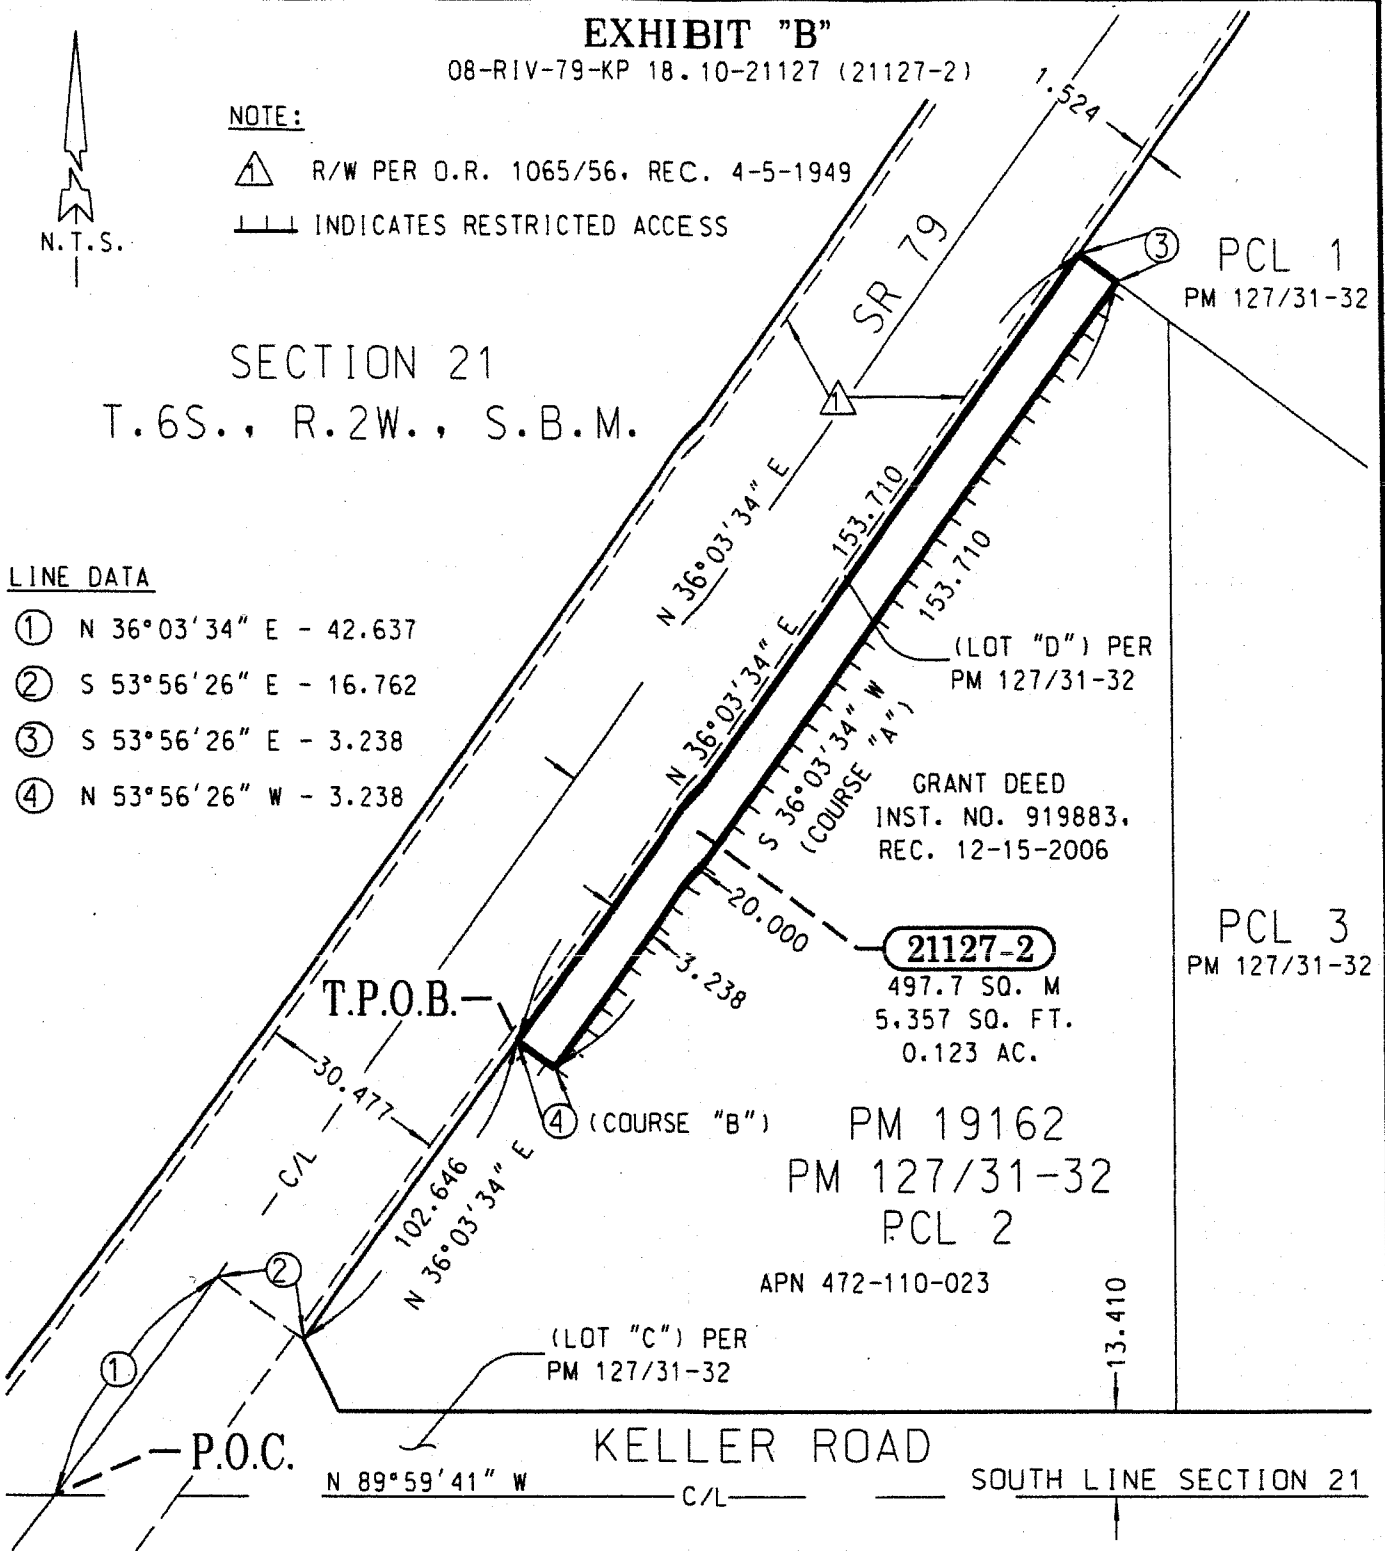 EXHIBIT "B"
08-RIV-79-KP 18.10-21127 (21127-2)
N
N.T.S.
NOTE:
1 R/W PER O.R. 1065/56, REC. 4-5-1949
INDICATES RESTRICTED ACCESS
1.524
SR 79
3
PCL 1
PM 127/31-32
SECTION 21
T.6S., R.2W., S.B.M.
1
N 36°03'34" E
153.710
153.710
LINE DATA
1 N 36°03'34" E - 42.637
2 S 53°56'26" E - 16.762
3 S 53°56'26" E - 3.238
4 N 53°56'26" W - 3.238
N 36°03'34" E
(LOT "D") PER
PM 127/31-32
S 36°03'34" W
(COURSE "A")
GRANT DEED
INST. NO. 919883,
REC. 12-15-2006
20.000
3.238
21127-2
497.7 SQ. M
5,357 SQ. FT.
0.123 AC.
PCL 3
PM 127/31-32
T.P.O.B.
30.477
4 (COURSE "B")
C/L
102.646
N 36°03'34" E
PM 19162
PM 127/31-32
PCL 2
APN 472-110-023
2
1
(LOT "C") PER
PM 127/31-32
13.410
P.O.C.
KELLER ROAD
N 89°59'41" W
C/L
SOUTH LINE SECTION 21